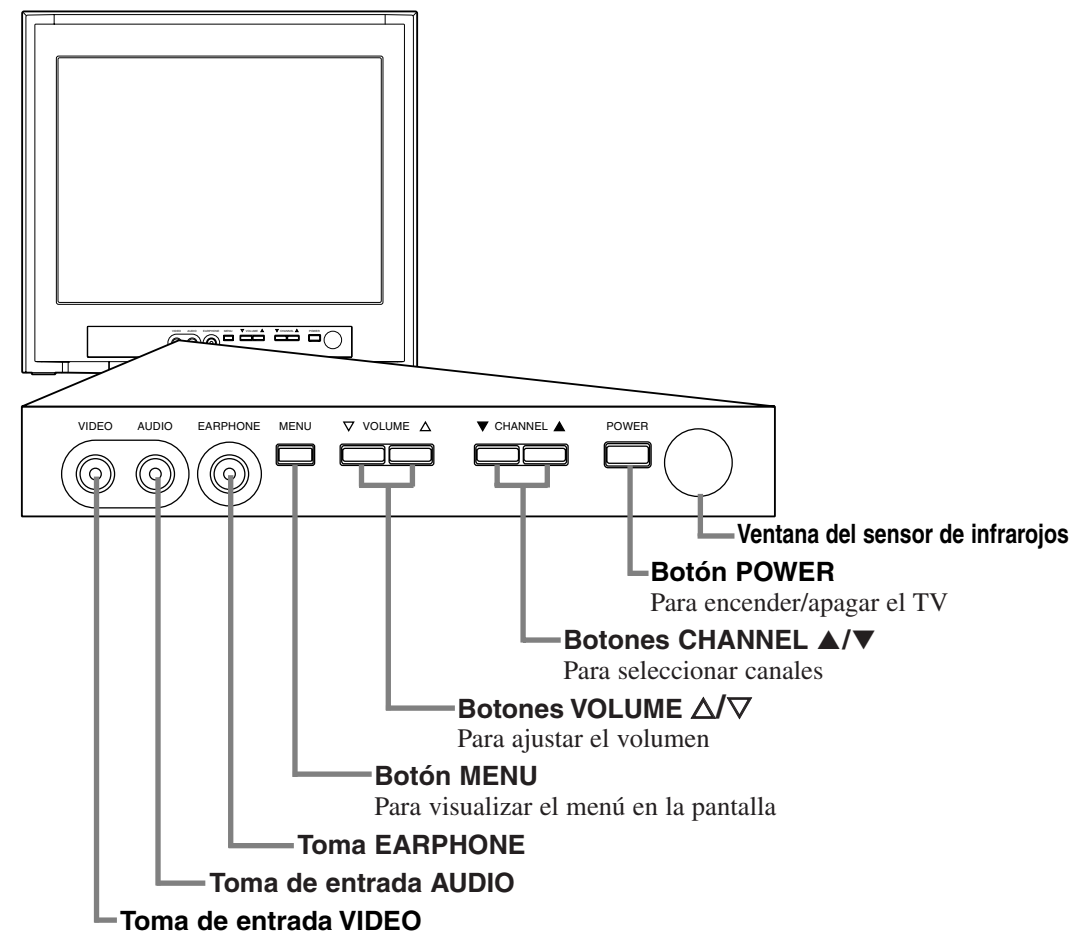 VIDEO AUDIO EARPHONE MENU ▽ VOLUME △ ▼ CHANNEL ▲ POWER
Ventana del sensor de infrarojos
Botón POWER
Para encender/apagar el TV
Botones CHANNEL ▲/▼
Para seleccionar canales
Botones VOLUME △/▽
Para ajustar el volumen
Botón MENU
Para visualizar el menú en la pantalla
Toma EARPHONE
Toma de entrada AUDIO
Toma de entrada VIDEO